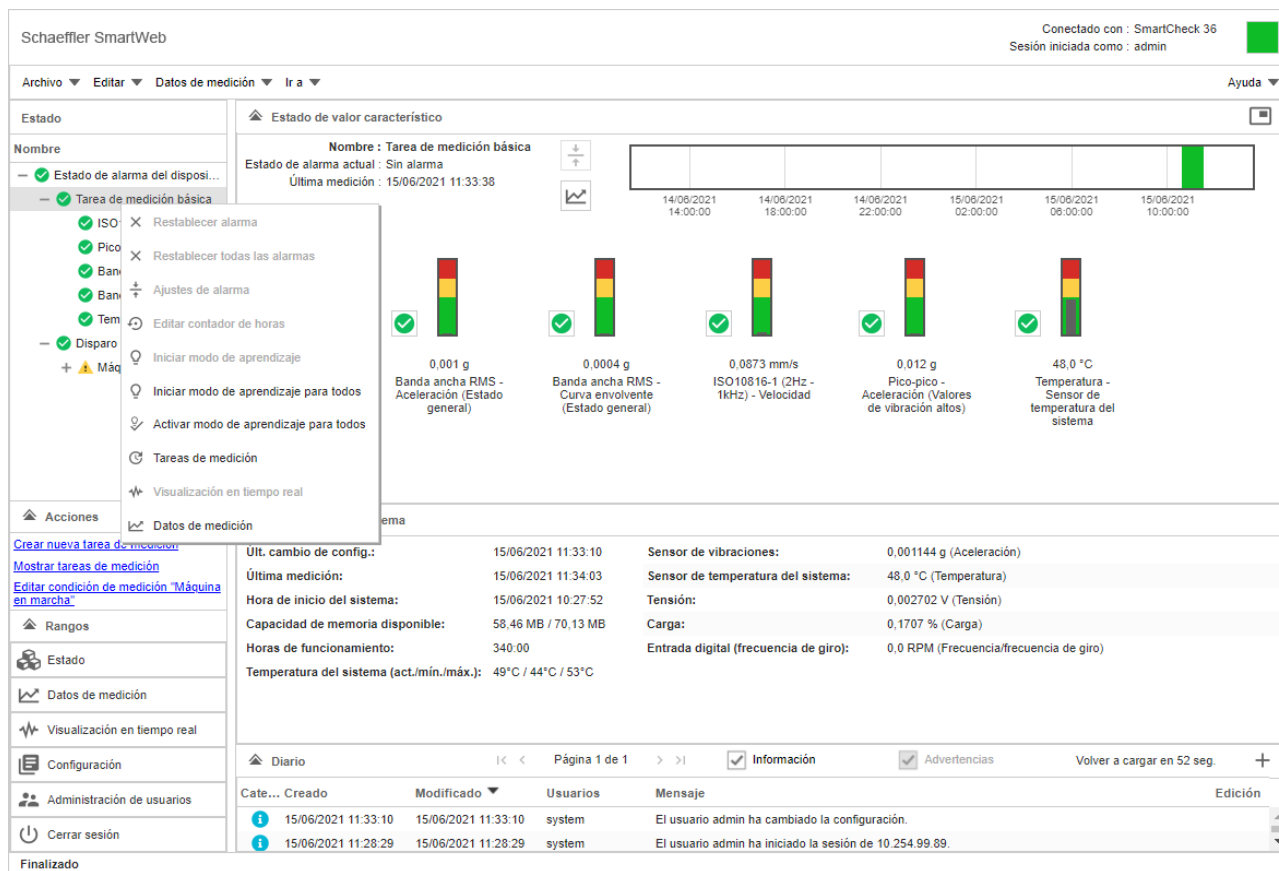 Schaeffler SmartWeb
Conectado con : SmartCheck 36
Sesión iniciada como : admin
Archivo Editar Datos de medición Ir a Ayuda
Estado
Nombre
Estado de alarma del disposi...
Tarea de medición básica
ISO
Pico
Ban
Ban
Tem
Disparo
Máq
Restablecer alarma
Restablecer todas las alarmas
Ajustes de alarma
Editar contador de horas
Iniciar modo de aprendizaje
Iniciar modo de aprendizaje para todos
Activar modo de aprendizaje para todos
Tareas de medición
Visualización en tiempo real
Datos de medición
Acciones
Crear nueva tarea de medición
Mostrar tareas de medición
Editar condición de medición "Máquina
en marcha"
Rangos
Estado
Datos de medición
Visualización en tiempo real
Configuración
Administración de usuarios
Cerrar sesión
Finalizado
Estado de valor característico
Nombre : Tarea de medición básica
Estado de alarma actual : Sin alarma
Última medición : 15/06/2021 11:33:38
14/06/2021
14:00:00
14/06/2021
18:00:00
14/06/2021
22:00:00
15/06/2021
02:00:00
15/06/2021
06:00:00
15/06/2021
10:00:00
0,001 g
Banda ancha RMS -
Aceleración (Estado
general)
0,0004 g
Banda ancha RMS -
Curva envolvente
(Estado general)
0,0873 mm/s
ISO10816-1 (2Hz -
1kHz) - Velocidad
0,012 g
Pico-pico -
Aceleración (Valores
de vibración altos)
48,0 °C
Temperatura -
Sensor de
temperatura del
sistema
ema
Últ. cambio de config.: 15/06/2021 11:33:10
Última medición: 15/06/2021 11:34:03
Hora de inicio del sistema: 15/06/2021 10:27:52
Capacidad de memoria disponible: 58,46 MB / 70,13 MB
Horas de funcionamiento: 340:00
Temperatura del sistema (act./mín./máx.): 49°C / 44°C / 53°C
Sensor de vibraciones: 0,001144 g (Aceleración)
Sensor de temperatura del sistema: 48,0 °C (Temperatura)
Tensión: 0,002702 V (Tensión)
Carga: 0,1707 % (Carga)
Entrada digital (frecuencia de giro): 0,0 RPM (Frecuencia/frecuencia de giro)
Diario Página 1 de 1 Información Advertencias Volver a cargar en 52 seg.
Cate... Creado Modificado Usuarios Mensaje Edición
15/06/2021 11:33:10 15/06/2021 11:33:10 system El usuario admin ha cambiado la configuración.
15/06/2021 11:28:29 15/06/2021 11:28:29 system El usuario admin ha iniciado la sesión de 10.254.99.89.